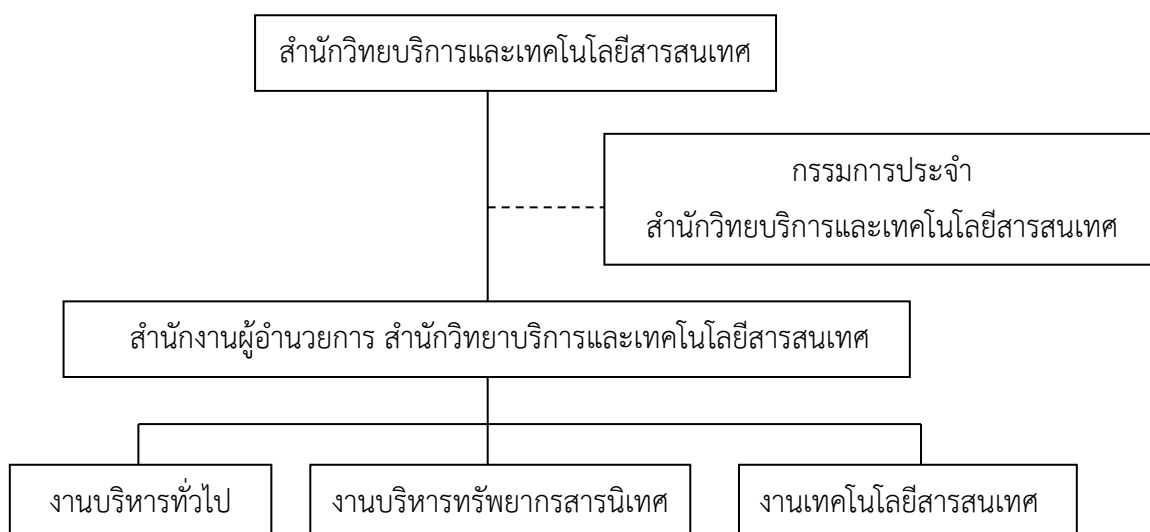 สำนักวิทยบริการและเทคโนโลยีสารสนเทศ
กรรมการประจำ
สำนักวิทยบริการและเทคโนโลยีสารสนเทศ
สำนักงานผู้อำนวยการ สำนักวิทยาบริการและเทคโนโลยีสารสนเทศ
งานบริหารทั่วไป
งานบริหารทรัพยากรสารนิเทศ
งานเทคโนโลยีสารสนเทศ